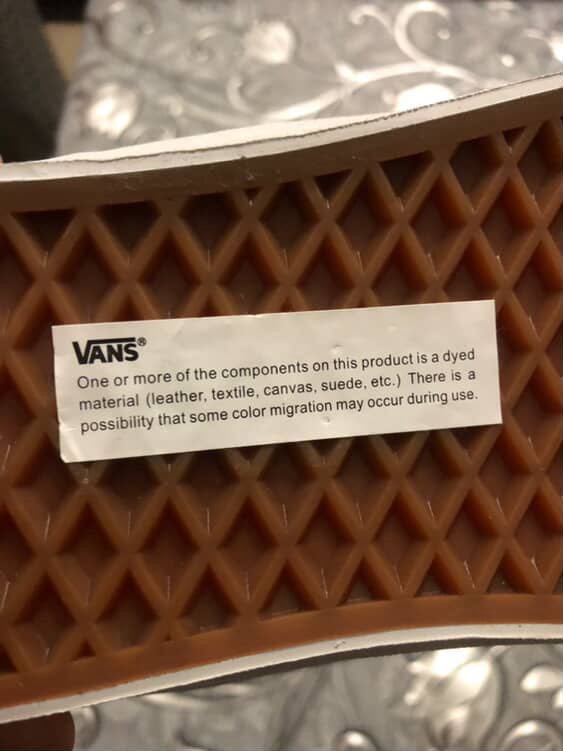 VANS®
One or more of the components on this product is a dyed
material (leather, textile, canvas, suede, etc.) There is a
possibility that some color migration may occur during use.